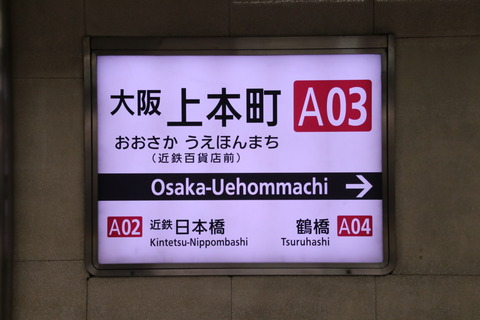 大阪 上本町 A03
おおさか うえほんまち
(近鉄百貨店前)
Osaka-Uehommachi →
A02 近鉄日本橋 鶴橋 A04
Kintetsu-Nippombashi Tsuruhashi